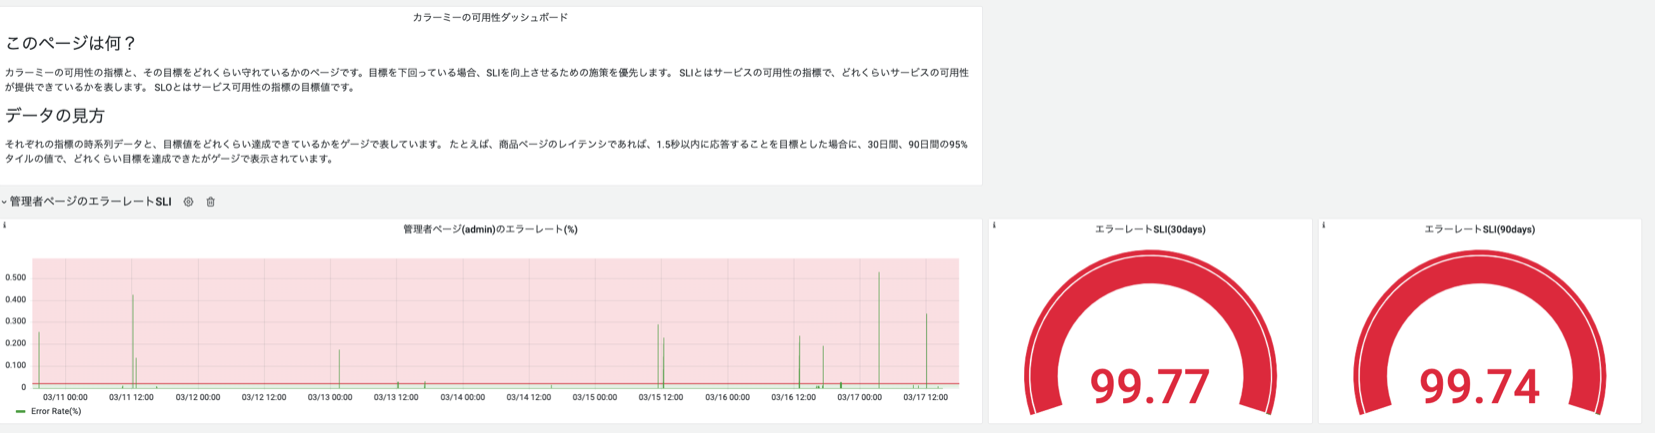 カラーミーの可用性ダッシュボード
このページは何？
カラーミーの可用性の指標と、その目標をどれくらい守れているかのページです。目標を下回っている場合、SLIを向上させるための施策を優先します。 SLIとはサービスの可用性の指標で、どれくらいサービスの可用性
が提供できているかを表します。 SLOとはサービス可用性の指標の目標値です。
データの見方
それぞれの指標の時系列データと、目標値をどれくらい達成できているかをゲージで表しています。 たとえば、商品ページのレイテンシであれば、1.5秒以内に応答することを目標とした場合に、30日間、90日間の95%
タイルの値で、どれくらい目標を達成できたがゲージで表示されています。
管理者ページのエラーレートSLI
管理者ページ(admin)のエラーレート(%)
0.500
0.400
0.300
0.200
0.100
0
03/11 00:00 03/11 12:00 03/12 00:00 03/12 12:00 03/13 00:00 03/13 12:00 03/14 00:00 03/14 12:00 03/15 00:00 03/15 12:00 03/16 00:00 03/16 12:00 03/17 00:00 03/17 12:00
Error Rate(%)
エラーレートSLI(30days)
99.77
エラーレートSLI(90days)
99.74